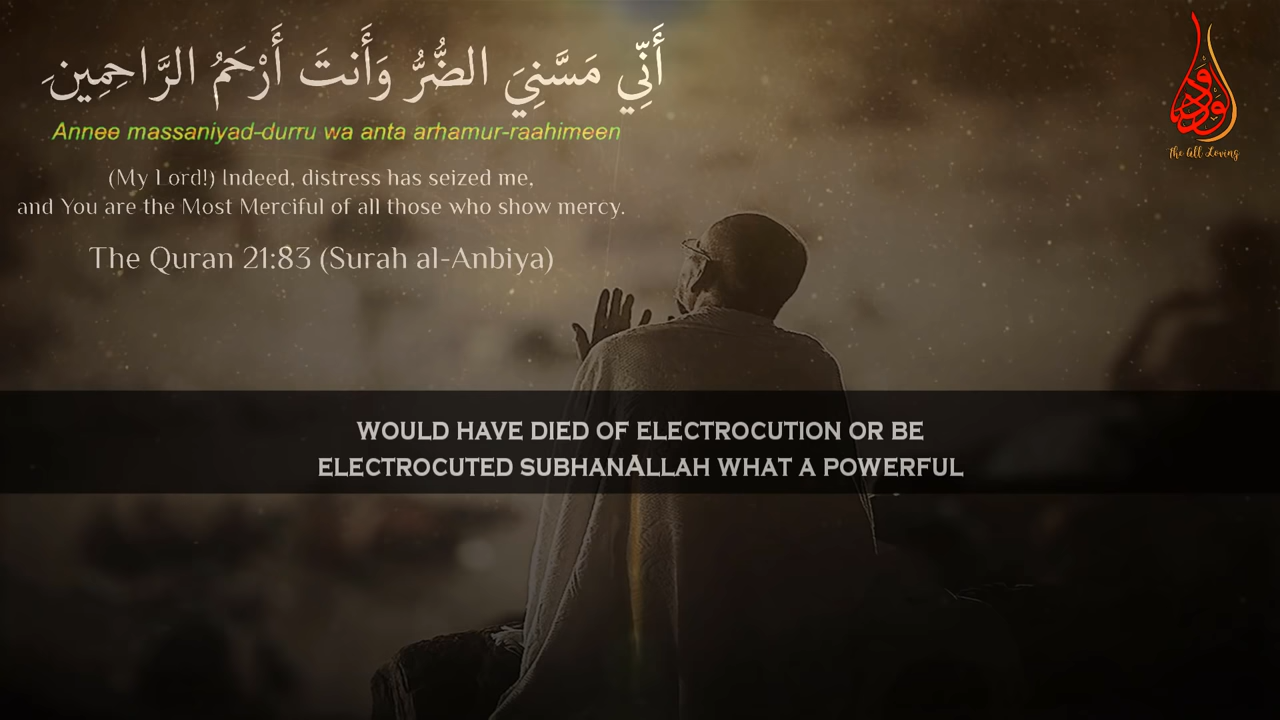 أَنِّي مَسَّنِيَ الضُّرُّ وَأَنتَ أَرْحَمُ الرَّاحِمِينَ
Annee massaniyad-durru wa anta arhamur-raahimeen
(My Lord!) Indeed, distress has seized me,
and You are the Most Merciful of all those who show mercy.
The Quran 21:83 (Surah al-Anbiya)
الودود
The All Loving
WOULD HAVE DIED OF ELECTROCUTION OR BE
ELECTROCUTED SUBHANALLAH WHAT A POWERFUL